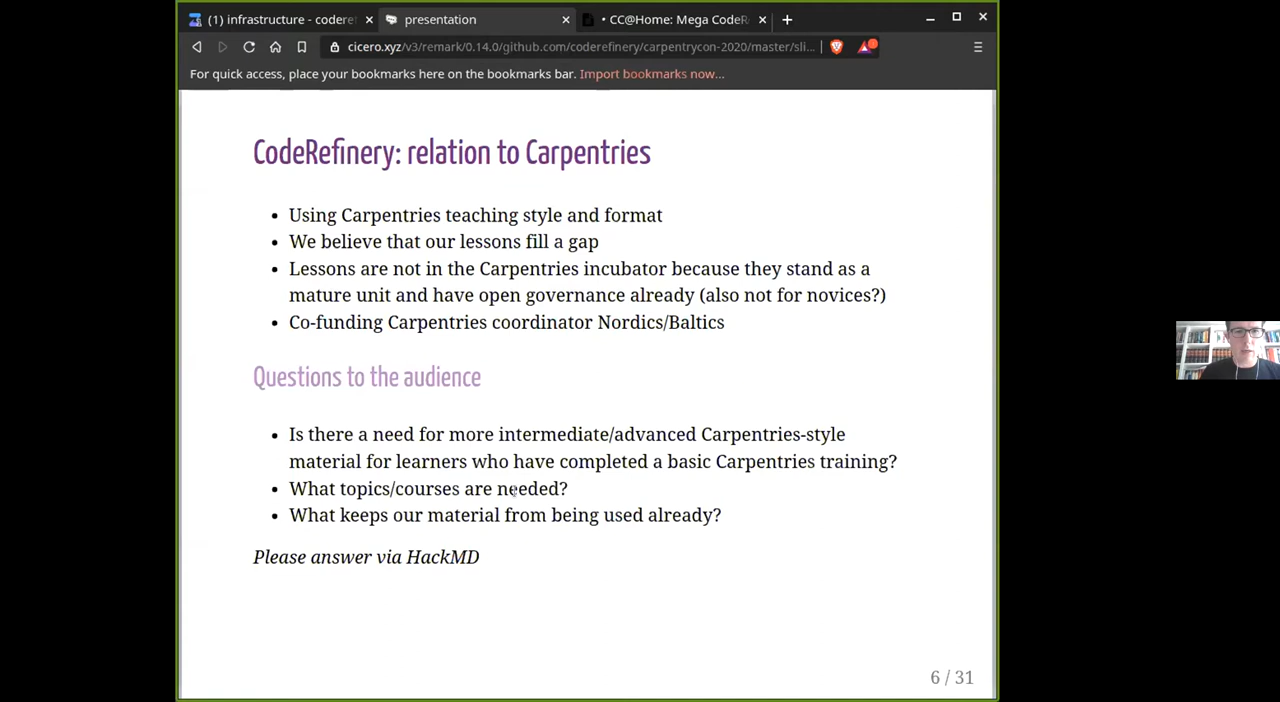 (1) infrastructure - coderef
presentation
• CC@Home: Mega CodeR
cicero.xyz/v3/remark/0.14.0/github.com/coderefinery/carpentrycon-2020/master/sli...
For quick access, place your bookmarks here on the bookmarks bar. Import bookmarks now...
CodeRefinery: relation to Carpentries
• Using Carpentries teaching style and format
• We believe that our lessons fill a gap
• Lessons are not in the Carpentries incubator because they stand as a
mature unit and have open governance already (also not for novices?)
• Co-funding Carpentries coordinator Nordics/Baltics
Questions to the audience
• Is there a need for more intermediate/advanced Carpentries-style
material for learners who have completed a basic Carpentries training?
• What topics/courses are needed?
• What keeps our material from being used already?
Please answer via HackMD
6 / 31